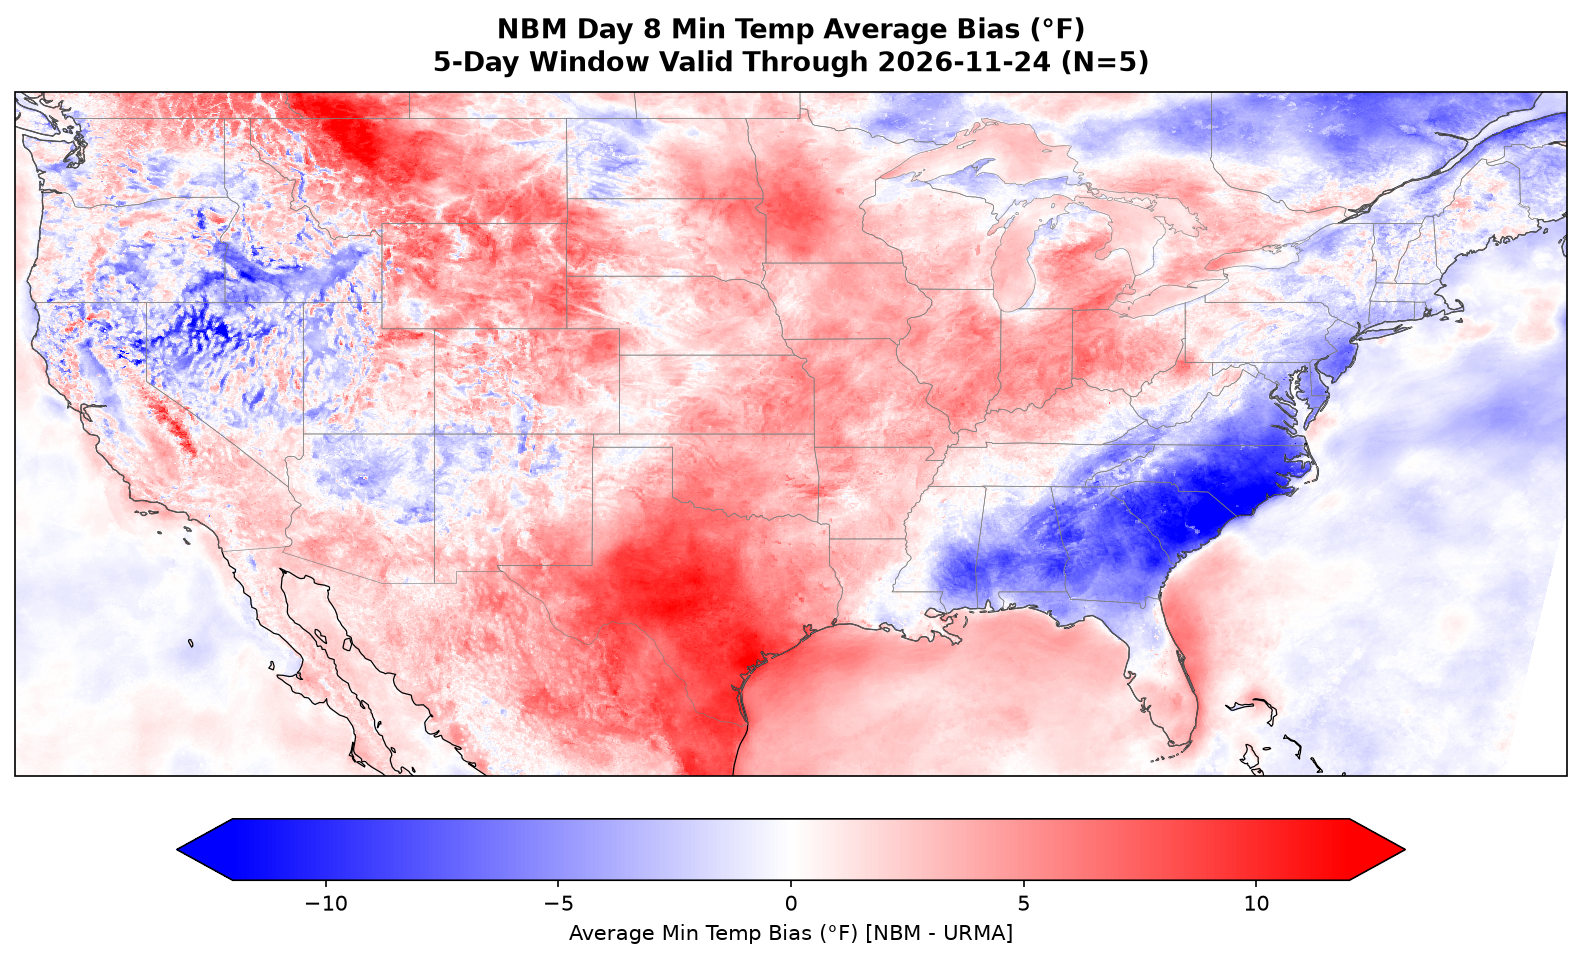 NBM Day 8 Min Temp Average Bias (°F)
5-Day Window Valid Through 2026-11-24 (N=5)
−10 −5 0 5 10
Average Min Temp Bias (°F) [NBM - URMA]